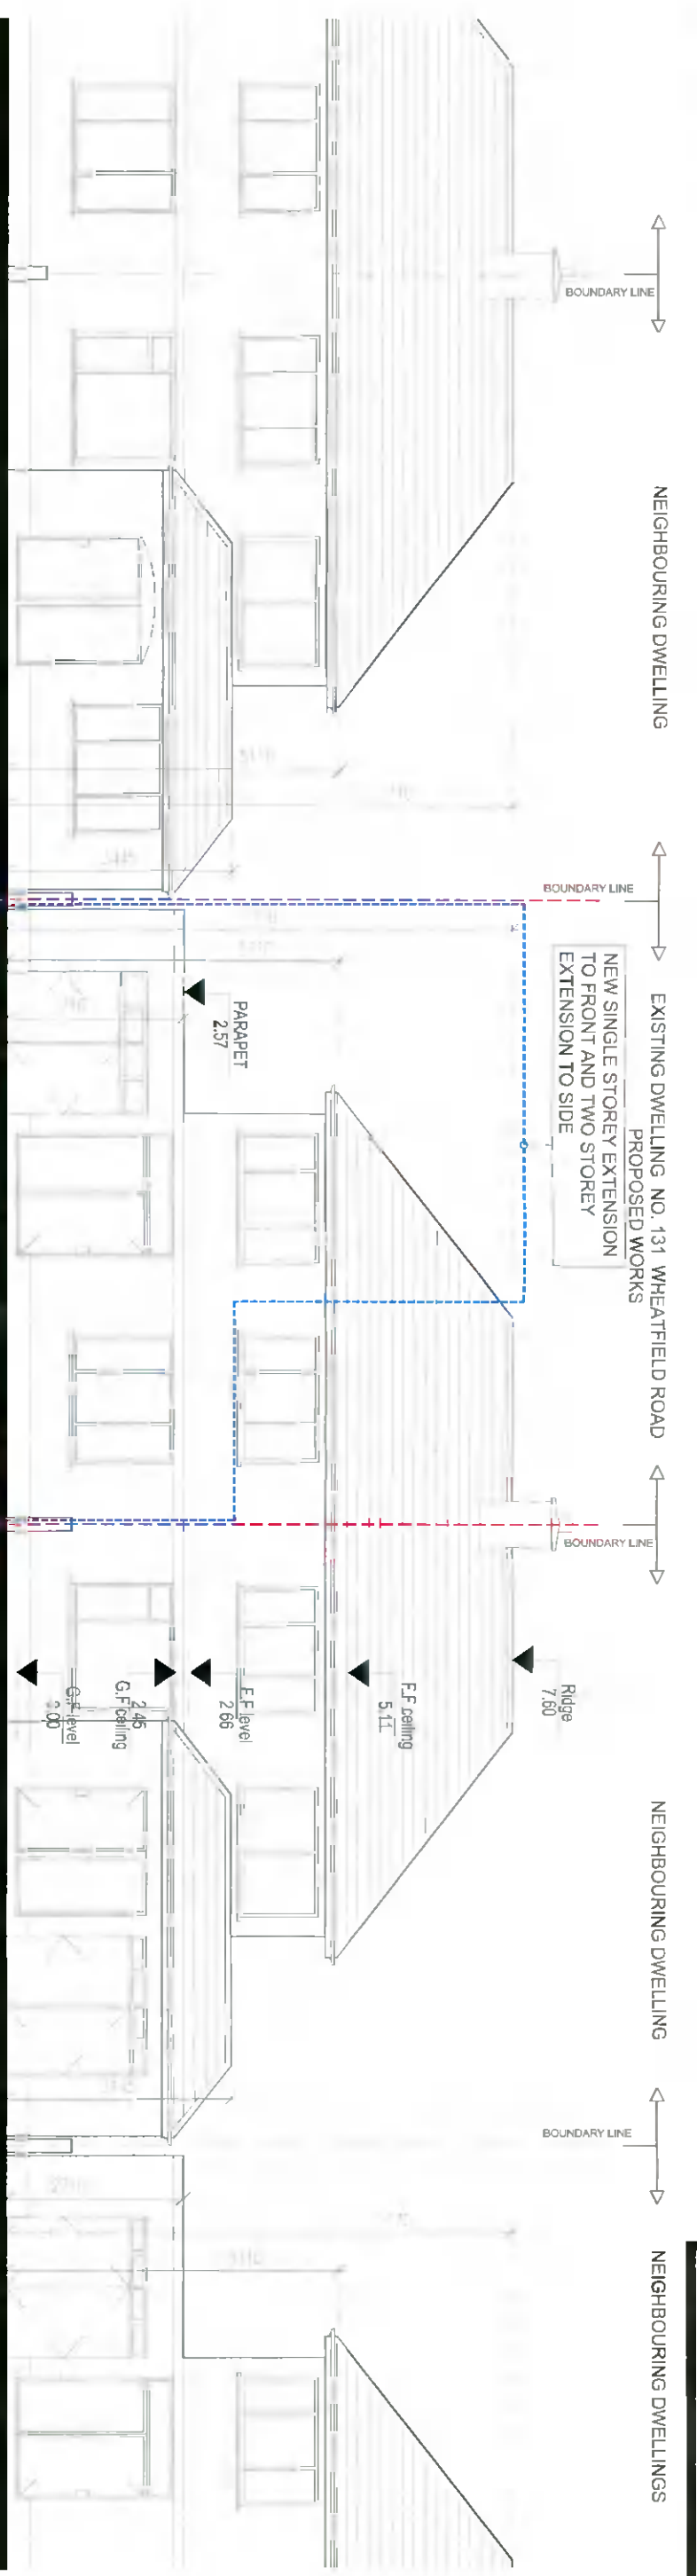 BOUNDARY LINE
NEIGHBOURING DWELLING
BOUNDARY LINE
EXISTING DWELLING NO. 131 WHEATFIELD ROAD
PROPOSED WORKS
NEW SINGLE STOREY EXTENSION
TO FRONT AND TWO STOREY
EXTENSION TO SIDE
PARAPET
2.57
BOUNDARY LINE
Ridge
7.60
F.F.ceiling
5.11
F.F.level
2.66
2.45
G.F.ceiling
G.F.level
0.00
NEIGHBOURING DWELLING
BOUNDARY LINE
NEIGHBOURING DWELLINGS